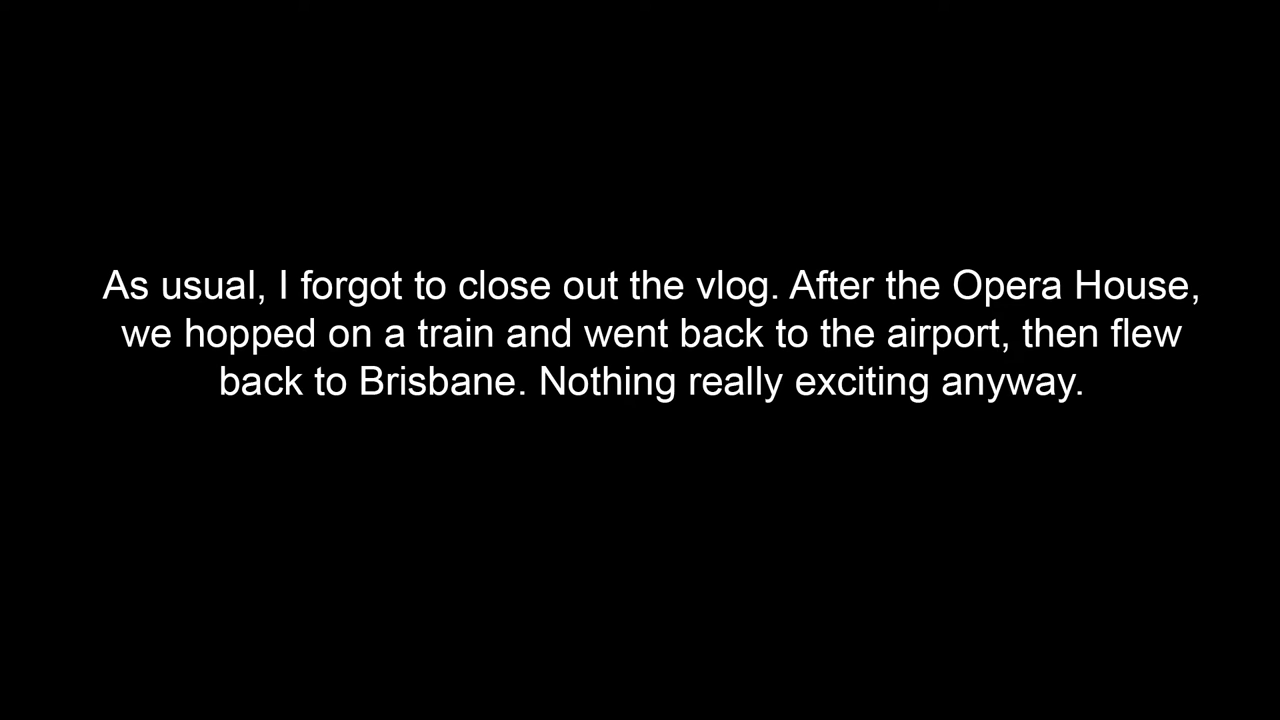 As usual, I forgot to close out the vlog. After the Opera House,
we hopped on a train and went back to the airport, then flew
back to Brisbane. Nothing really exciting anyway.